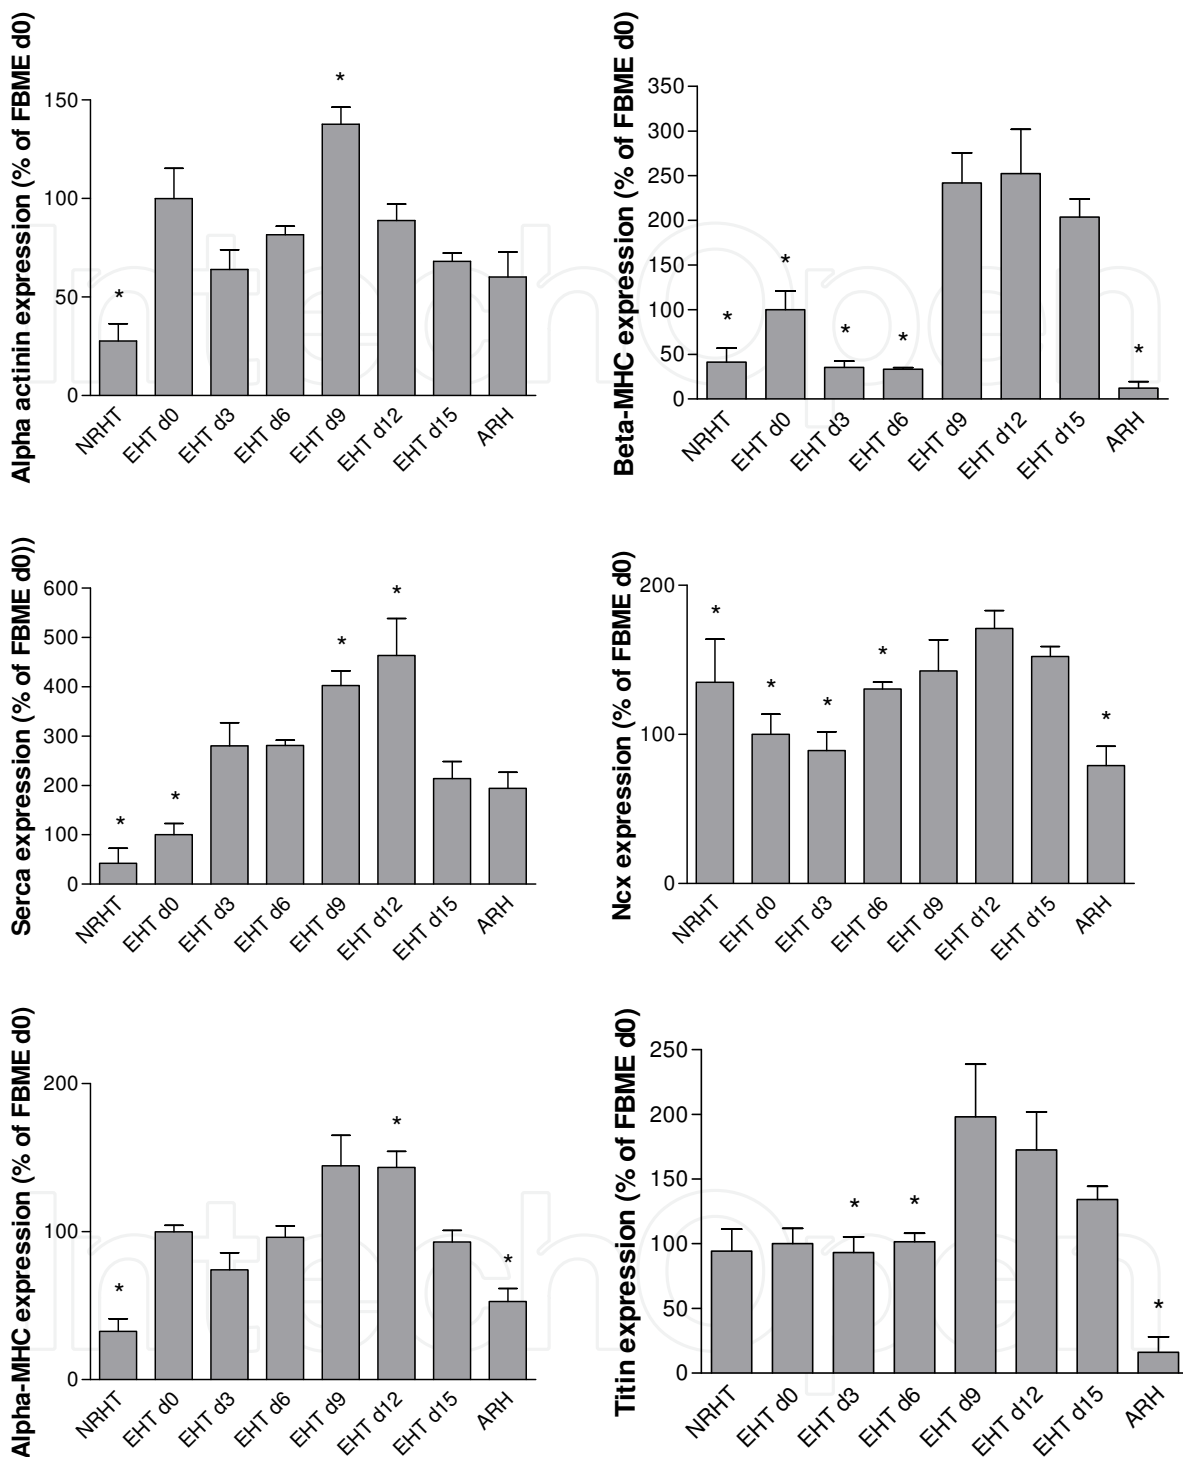 Alpha actinin expression (% of FBME d0)
150
100
50
0
*
*
NRHT
EHT d0
EHT d3
EHT d6
EHT d9
EHT d12
EHT d15
ARH
Beta-MHC expression (% of FBME d0)
350
300
250
200
150
100
50
0
*
*
*
*
*
NRHT
EHT d0
EHT d3
EHT d6
EHT d9
EHT d12
EHT d15
ARH
Serca expression (% of FBME d0))
600
500
400
300
200
100
0
*
*
*
*
NRHT
EHT d0
EHT d3
EHT d6
EHT d9
EHT d12
EHT d15
ARH
Ncx expression (% of FBME d0)
200
100
0
*
*
*
*
*
NRHT
EHT d0
EHT d3
EHT d6
EHT d9
EHT d12
EHT d15
ARH
Alpha-MHC expression (% of FBME d0)
200
100
0
*
*
*
NRHT
EHT d0
EHT d3
EHT d6
EHT d9
EHT d12
EHT d15
ARH
Titin expression (% of FBME d0)
250
200
150
100
50
0
*
*
*
NRHT
EHT d0
EHT d3
EHT d6
EHT d9
EHT d12
EHT d15
ARH
IntechOpen
IntechOpen